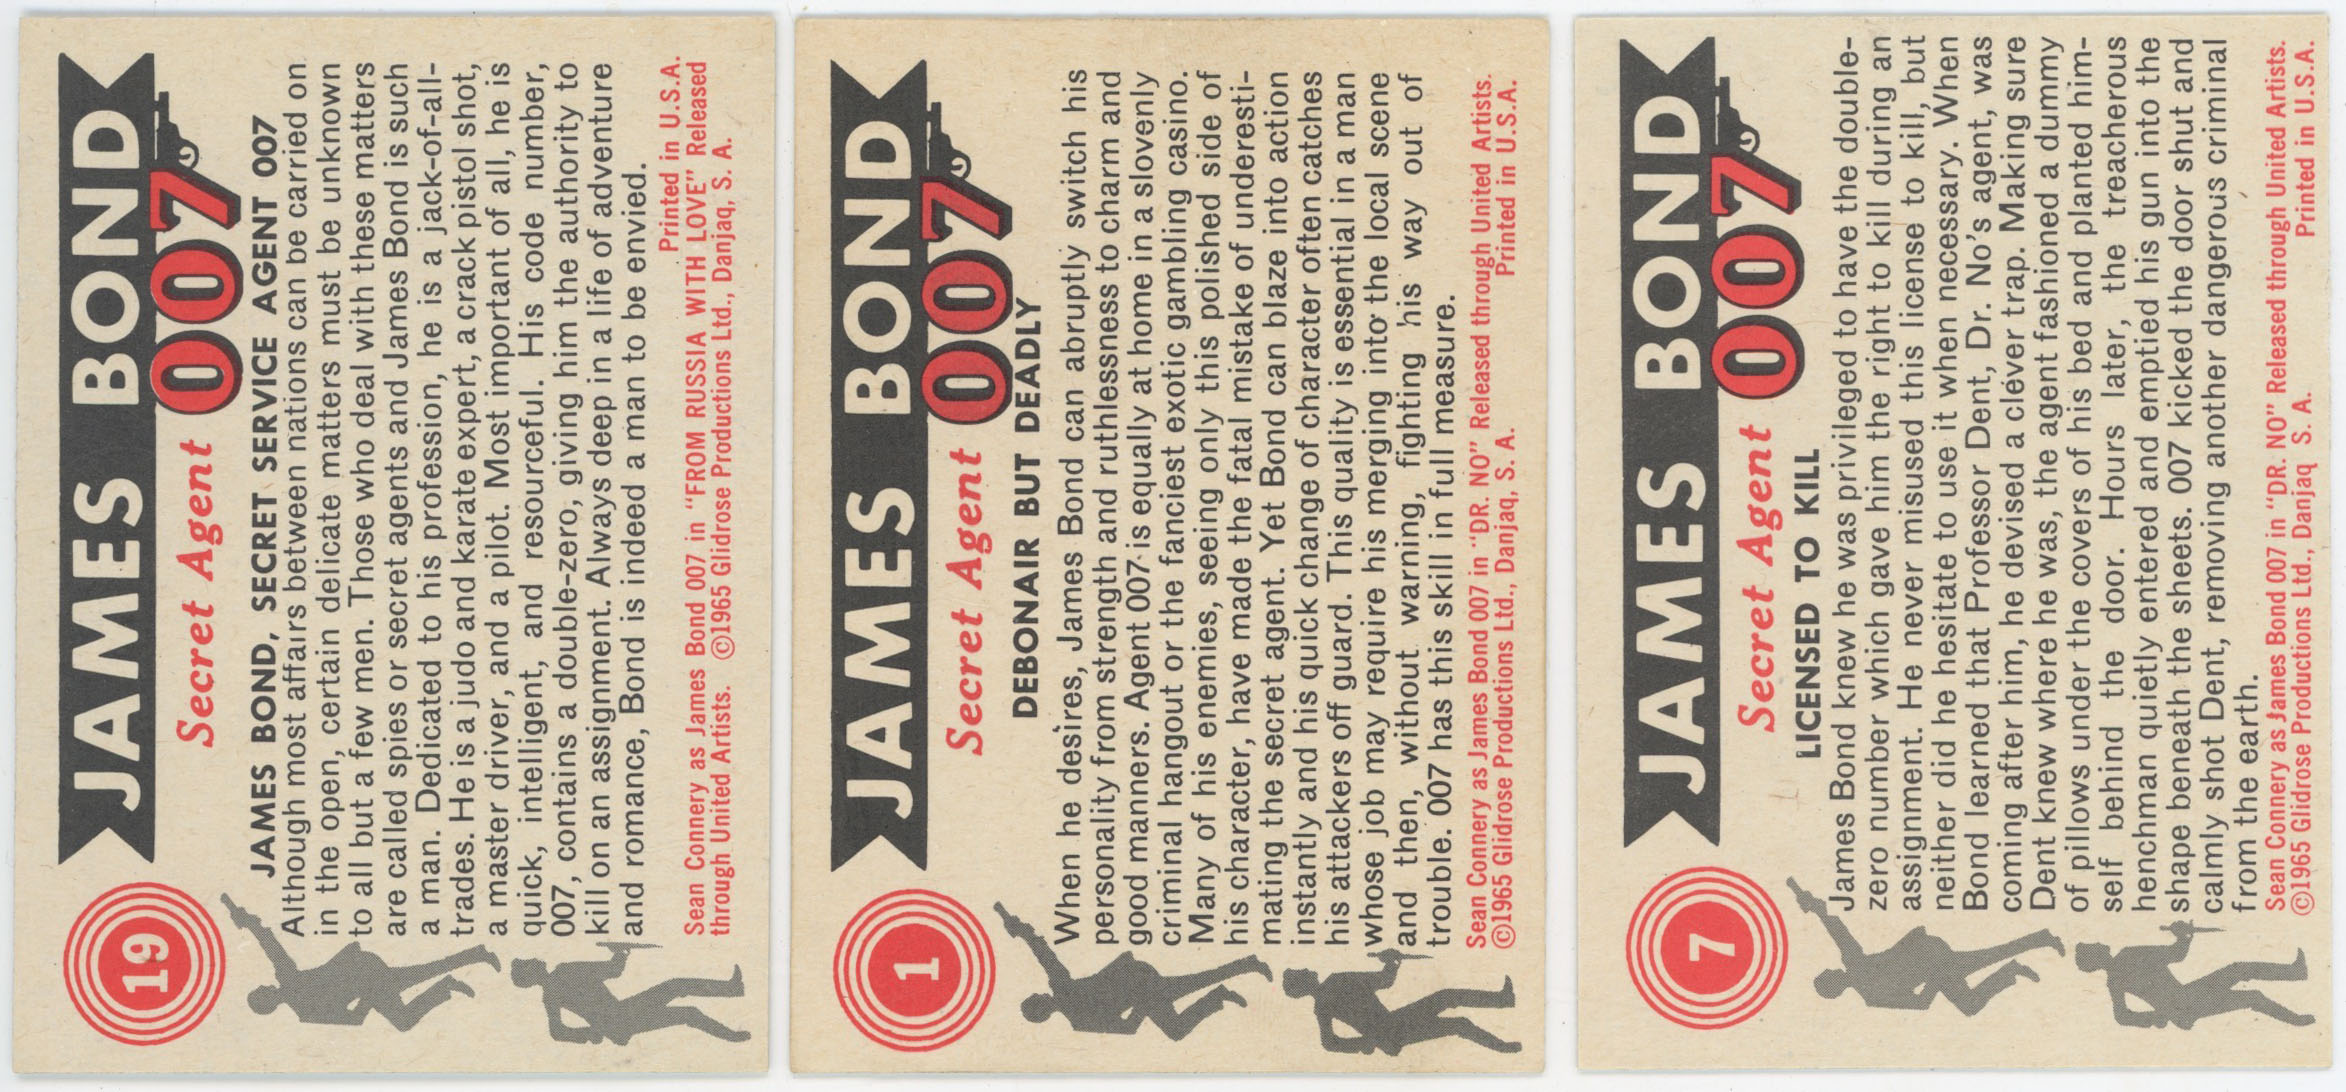 19
JAMES BOND
Secret Agent 007
JAMES BOND, SECRET SERVICE AGENT 007
Although most affairs between nations can be carried on
in the open, certain delicate matters must be unknown
to all but a few men. Those who deal with these matters
are called spies or secret agents and James Bond is such
a man. Dedicated to his profession, he is a jack-of-all-
trades. He is a judo and karate expert, a crack pistol shot,
a master driver, and a pilot. Most important of all, he is
quick, intelligent, and resourceful. His code number,
007, contains a double-zero, giving him the authority to
kill on an assignment. Always deep in a life of adventure
and romance, Bond is indeed a man to be envied.
Printed in U.S.A.
Sean Connery as James Bond 007 in "FROM RUSSIA WITH LOVE" Released
through United Artists. ©1965 Glidrose Productions Ltd., Danjaq, S. A.
1
JAMES BOND
Secret Agent 007
DEBONAIR BUT DEADLY
When he desires, James Bond can abruptly switch his
personality from strength and ruthlessness to charm and
good manners. Agent 007 is equally at home in a slovenly
criminal hangout or the fanciest exotic gambling casino.
Many of his enemies, seeing only this polished side of
his character, have made the fatal mistake of underesti-
mating the secret agent. Yet Bond can blaze into action
instantly and his quick change of character often catches
his attackers off guard. This quality is essential in a man
whose job may require his merging into the local scene
and then, without warning, fighting his way out of
trouble. 007 has this skill in full measure.
Sean Connery as James Bond 007 in "DR. NO" Released through United Artists.
©1965 Glidrose Productions Ltd., Danjaq, S. A. Printed in U.S.A.
7
JAMES BOND
Secret Agent 007
LICENSED TO KILL
James Bond knew he was privileged to have the double-
zero number which gave him the right to kill during an
assignment. He never misused this license to kill, but
neither did he hesitate to use it when necessary. When
Bond learned that Professor Dent, Dr. No's agent, was
coming after him, he devised a clever trap. Making sure
Dent knew where he was, the agent fashioned a dummy
of pillows under the covers of his bed and planted him-
self behind the door. Hours later, the treacherous
henchman quietly entered and emptied his gun into the
shape beneath the sheets. 007 kicked the door shut and
calmly shot Dent, removing another dangerous criminal
from the earth.
Sean Connery as James Bond 007 in "DR. NO" Released through United Artists.
©1965 Glidrose Productions Ltd., Danjaq S. A. Printed in U.S.A.